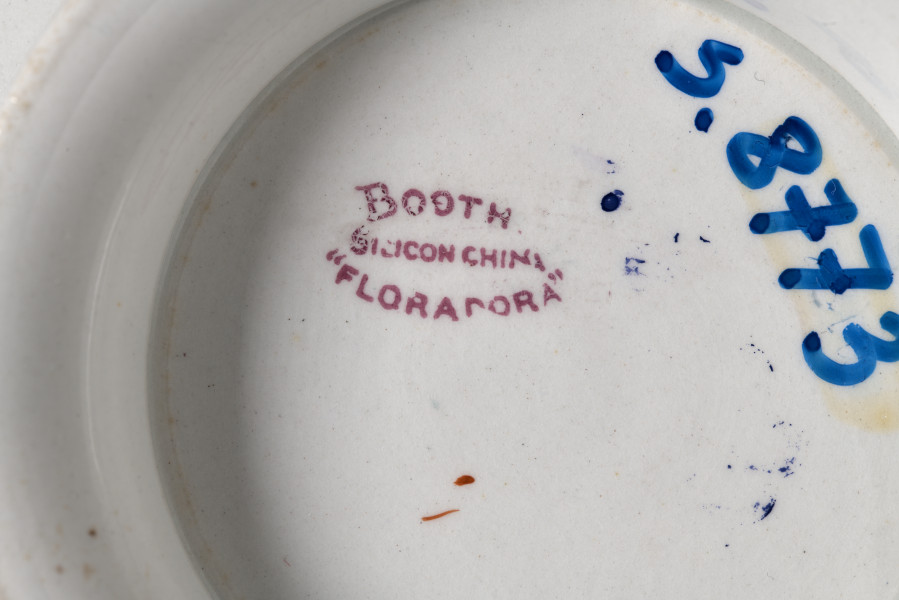 BOOTH
SILICON CHINA
"FLORADORA"
S.8773